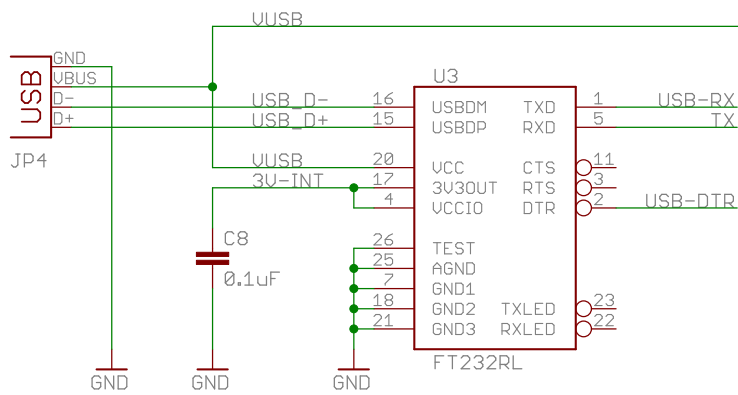 VUSB
GND
VBUS
D-
D+
USB
JP4
USB_D-
USB_D+
VUSB
3V-INT
C8
0.1uF
U3
16 USBDM TXD 1 USB-RX
15 USBDP RXD 5 TX
20 VCC CTS 11
17 3V3OUT RTS 3
4 VCCIO DTR 2 USB-DTR
26 TEST
25 AGND
7 GND1
18 GND2 TXLED 23
21 GND3 RXLED 22
FT232RL
GND GND GND